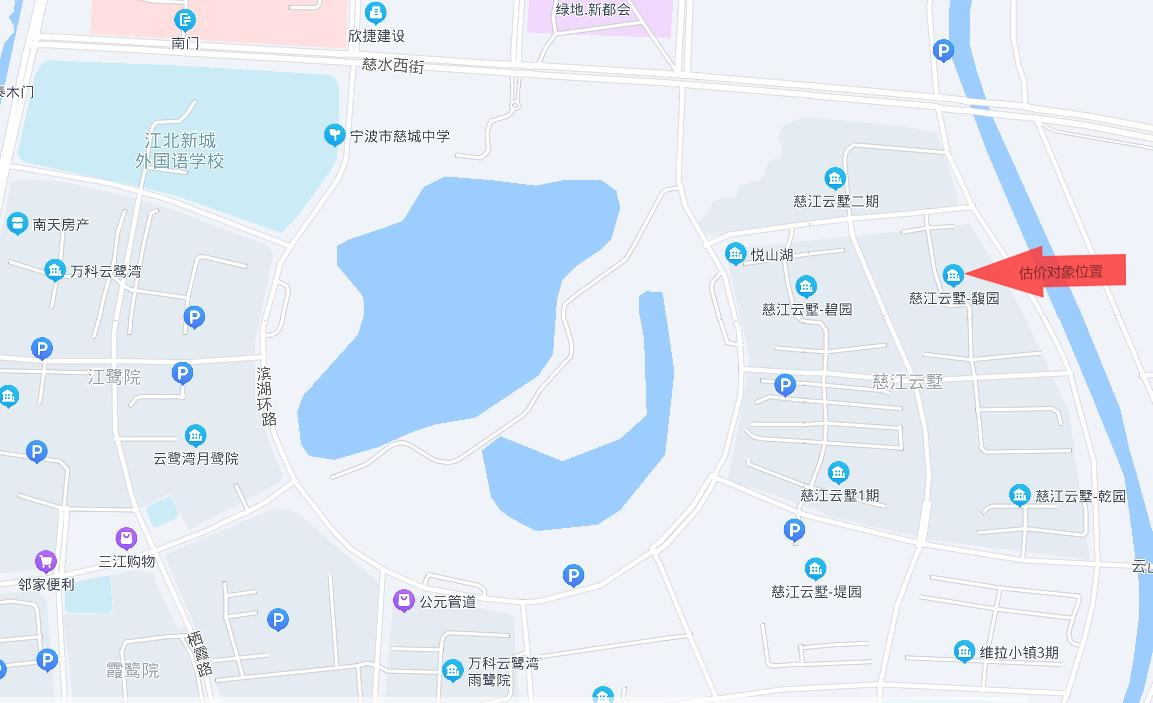 绿地.新都会
南门
欣捷建设
慈水西街
泰木门
江北新城
外国语学校
宁波市慈城中学
慈江云墅二期
南天房产
悦山湖
万科云鹭湾
估价对象位置
慈江云墅-碧园
慈江云墅-馥园
江鹭院
滨湖环路
慈江云墅
云鹭湾月鹭院
慈江云墅1期
慈江云墅-乾园
三江购物
云山
邻家便利
慈江云墅-堤园
公元管道
栖霞路
霞鹭院
万科云鹭湾
雨鹭院
维拉小镇3期
P
P
P
P
P
P
P
P
P
P